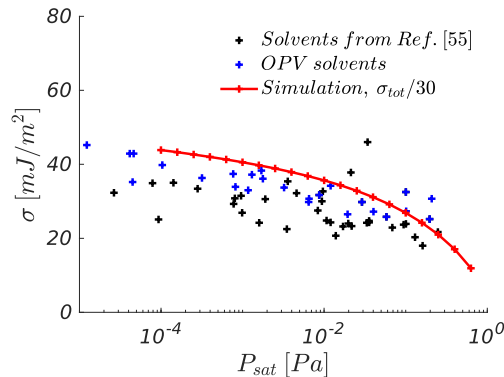 80
60
40
20
0
σ [mJ/m²]
Solvents from Ref. [55]
OPV solvents
Simulation, σ_tot/30
10⁻⁴
10⁻²
10⁰
P_sat [Pa]